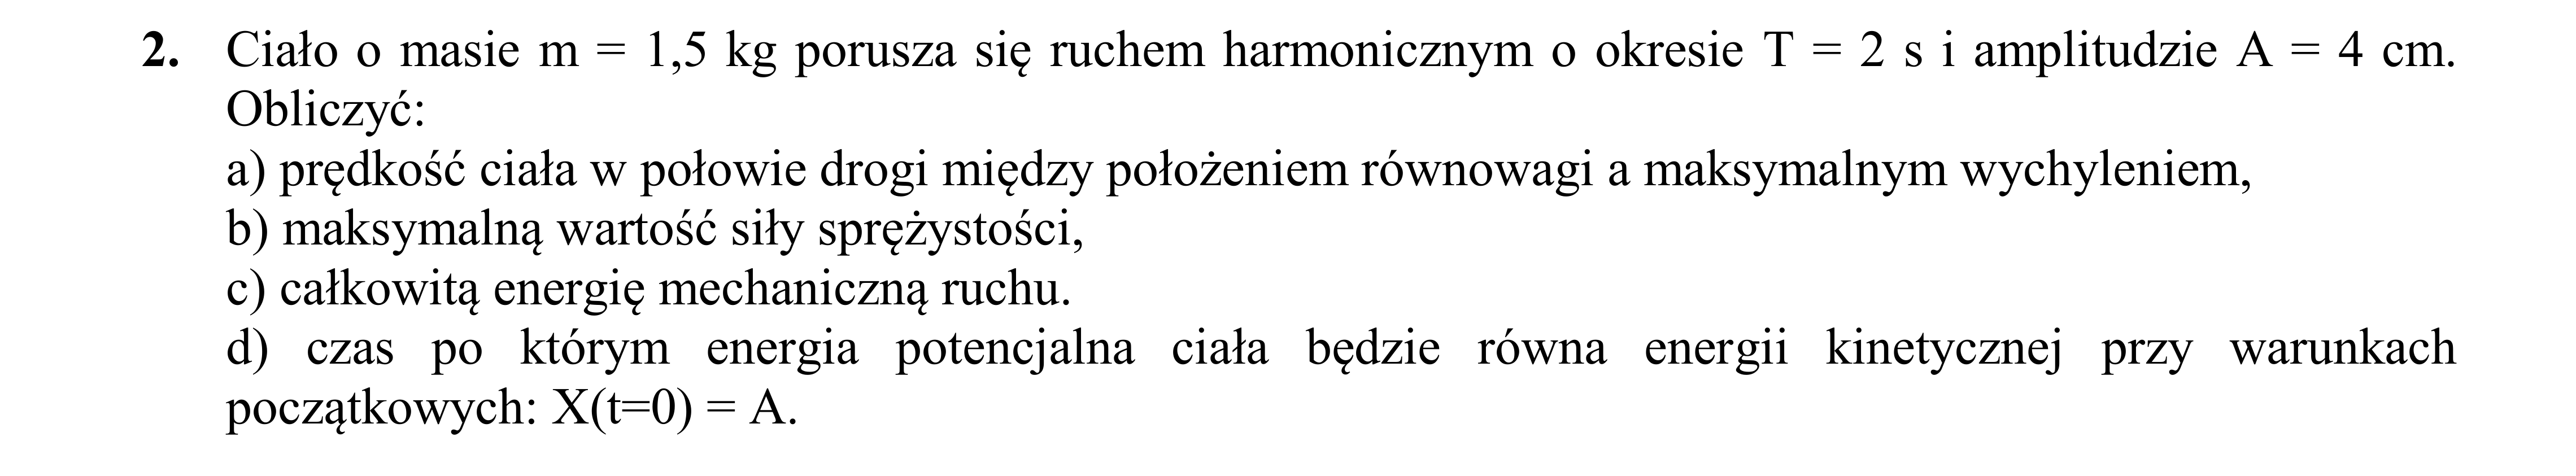 2. Ciało o masie m = 1,5 kg porusza się ruchem harmonicznym o okresie T = 2 s i amplitudzie A = 4 cm.
Obliczyć:
a) prędkość ciała w połowie drogi między położeniem równowagi a maksymalnym wychyleniem,
b) maksymalną wartość siły sprężystości,
c) całkowitą energię mechaniczną ruchu.
d) czas po którym energia potencjalna ciała będzie równa energii kinetycznej przy warunkach
początkowych: X(t=0) = A.